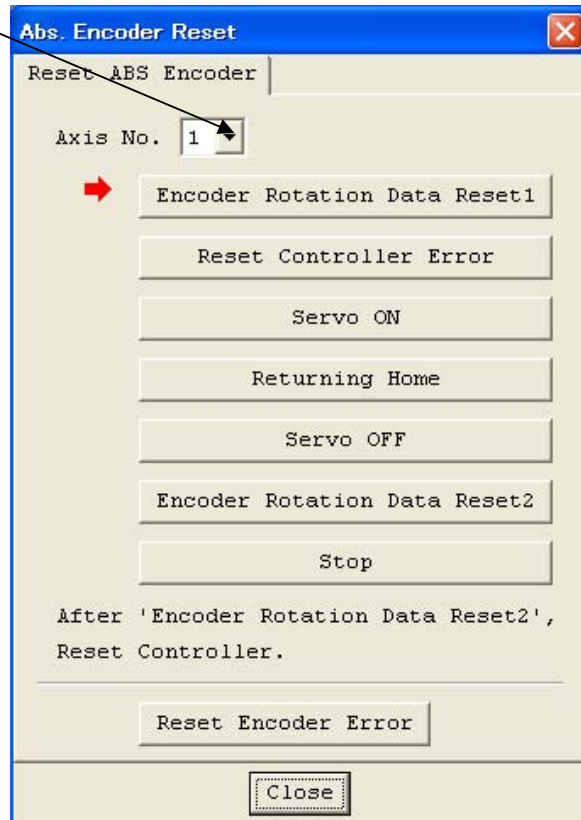 Abs. Encoder Reset
Reset ABS Encoder
Axis No. 1
Encoder Rotation Data Reset1
Reset Controller Error
Servo ON
Returning Home
Servo OFF
Encoder Rotation Data Reset2
Stop
After 'Encoder Rotation Data Reset2',
Reset Controller.
Reset Encoder Error
Close